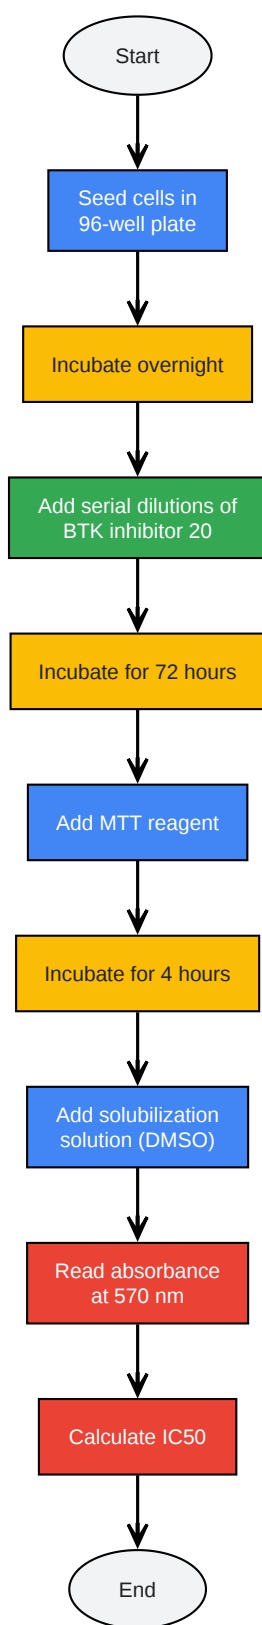 Start
Seed cells in
96-well plate
Incubate overnight
Add serial dilutions of
BTK inhibitor 20
Incubate for 72 hours
Add MTT reagent
Incubate for 4 hours
Add solubilization
solution (DMSO)
Read absorbance
at 570 nm
Calculate IC50
End